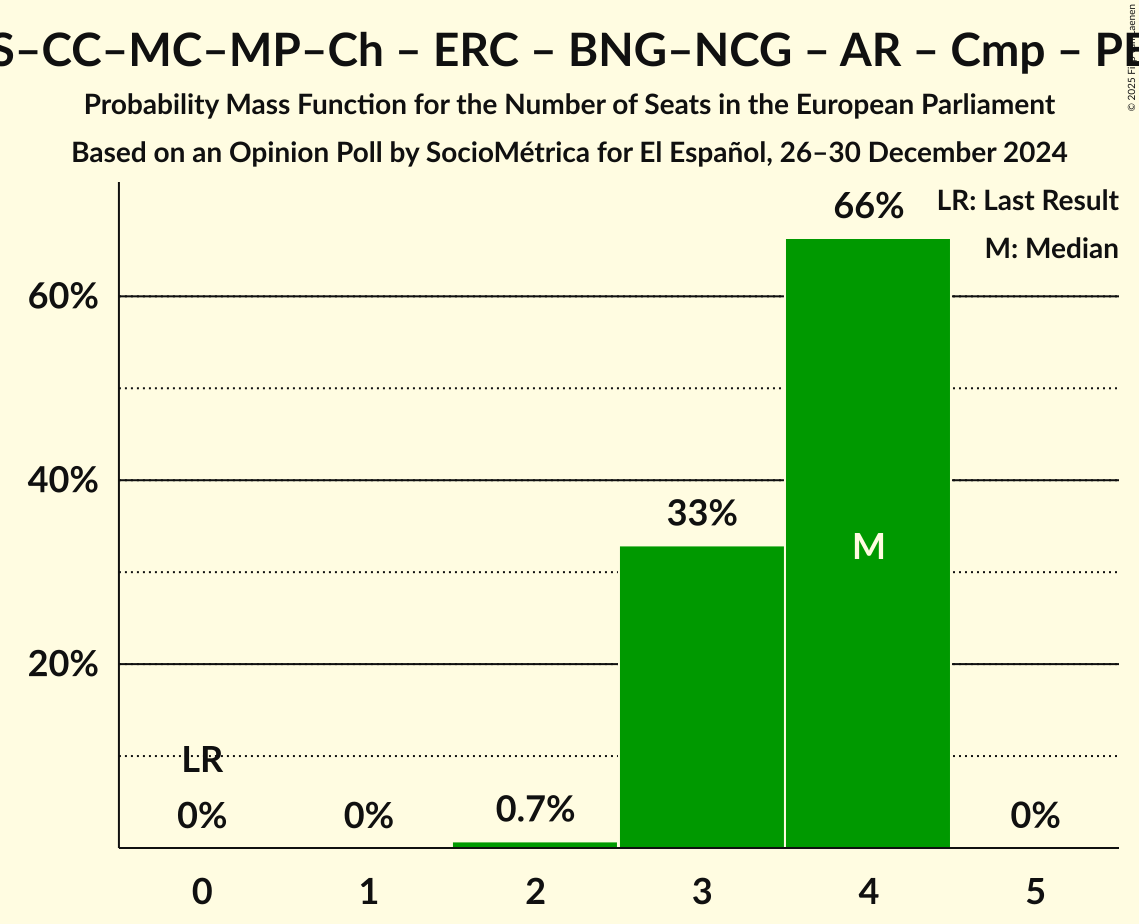 S–CC–MC–MP–Ch – ERC – BNG–NCG – AR – Cmp – PE
Probability Mass Function for the Number of Seats in the European Parliament
Based on an Opinion Poll by SocioMétrica for El Español, 26–30 December 2024
LR: Last Result
M: Median
66%
60%
40%
33%
M
20%
LR
0%
0%
0.7%
0%
0 1 2 3 4 5
© 2025